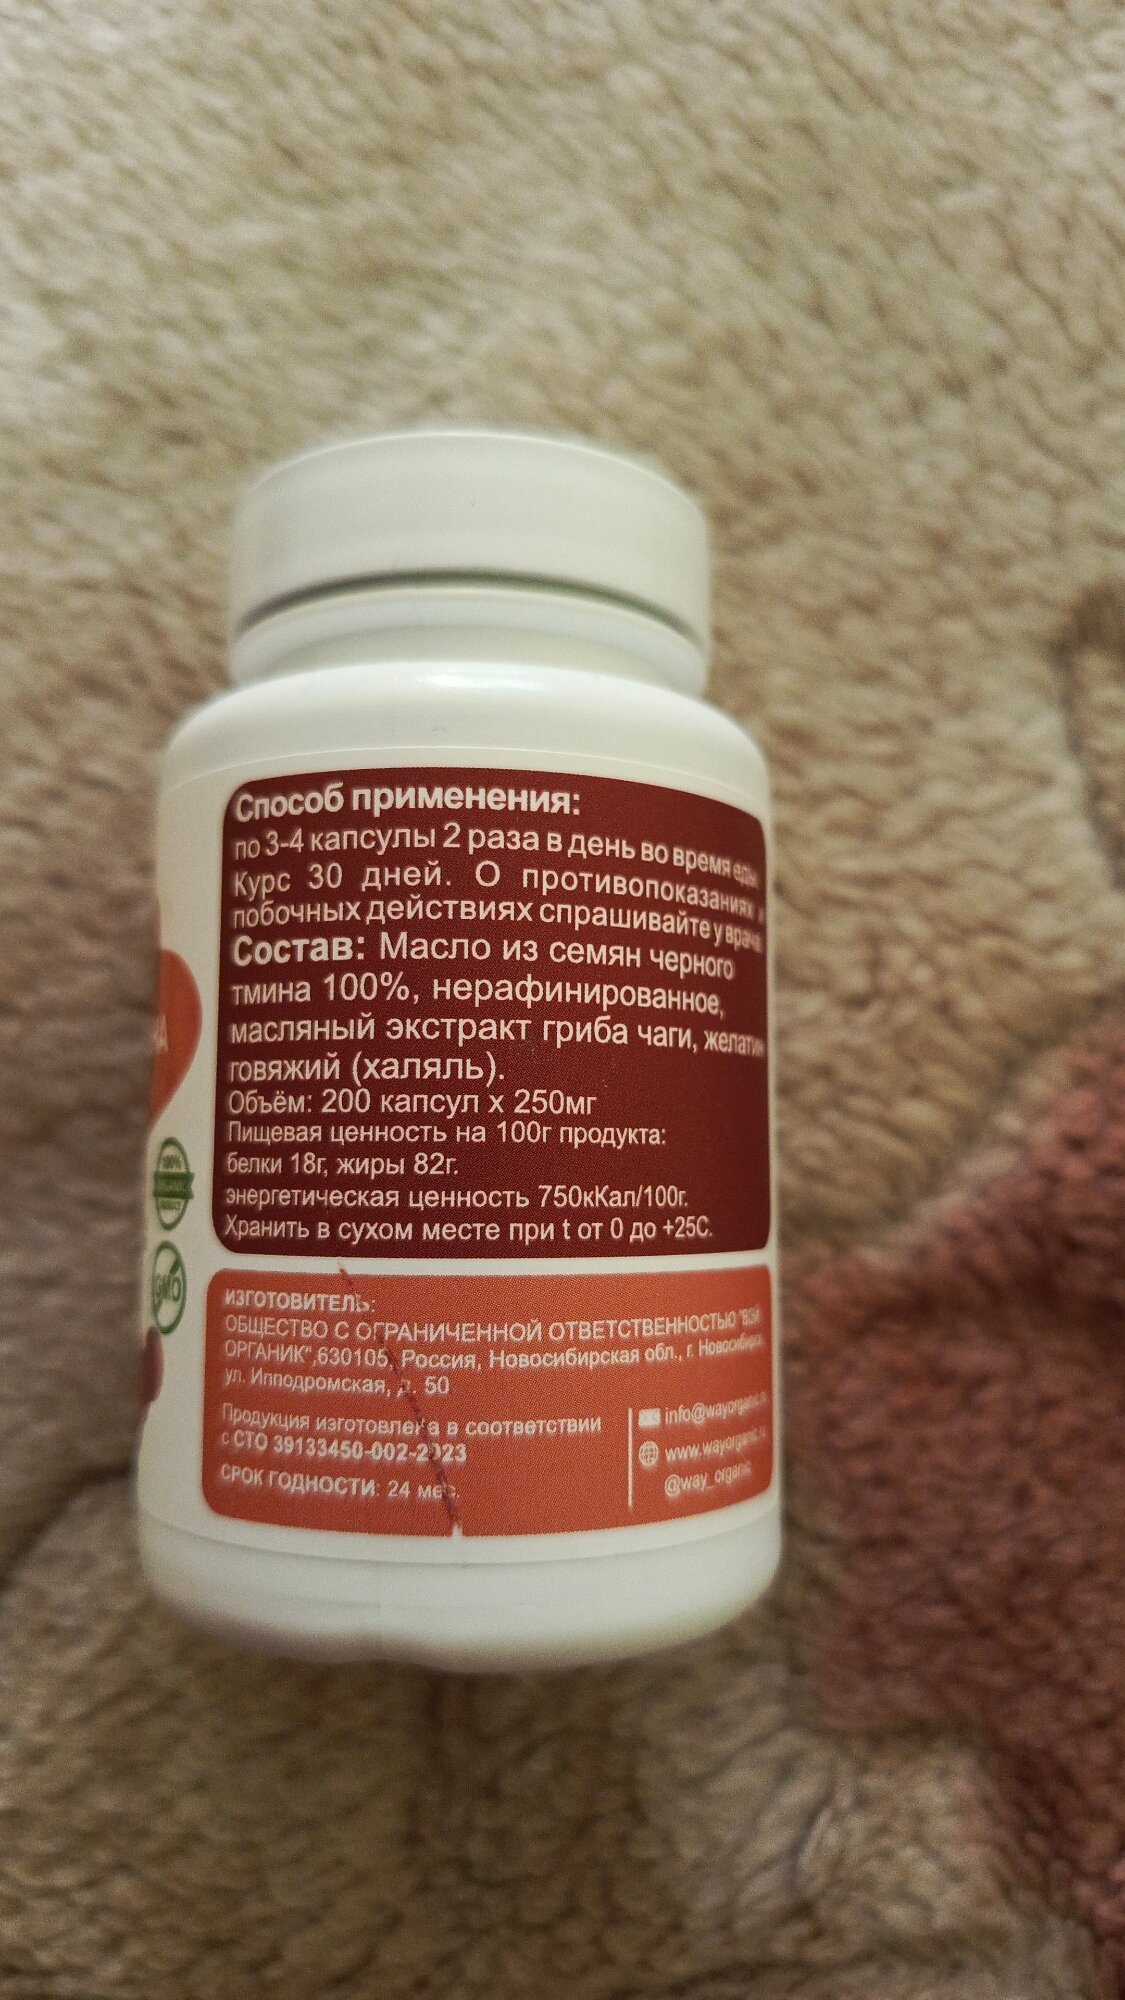 Способ применения:
по 3-4 капсулы 2 раза в день во время еды.
Курс 30 дней. О противопоказаниях и
побочных действиях спрашивайте у врача.
Состав: Масло из семян черного
тмина 100%, нерафинированное,
масляный экстракт гриба чаги, желатин
говяжий (халяль).
Объём: 200 капсул х 250мг
Пищевая ценность на 100г продукта:
белки 18г, жиры 82г.
энергетическая ценность 750кКал/100г.
Хранить в сухом месте при t от 0 до +25С.
100%
ORGANIC
PRODUCT
GMO
ИЗГОТОВИТЕЛЬ:
ОБЩЕСТВО С ОГРАНИЧЕННОЙ ОТВЕТСТВЕННОСТЬЮ "ВЭЙ
ОРГАНИК",630105, Россия, Новосибирская обл., г. Новосибирск,
ул. Ипподромская, д. 50
Продукция изготовлена в соответствии
с СТО 39133450-002-2023
СРОК ГОДНОСТИ: 24 мес.
info@wayorganic.ru
www.wayorganic.ru
@way_organic